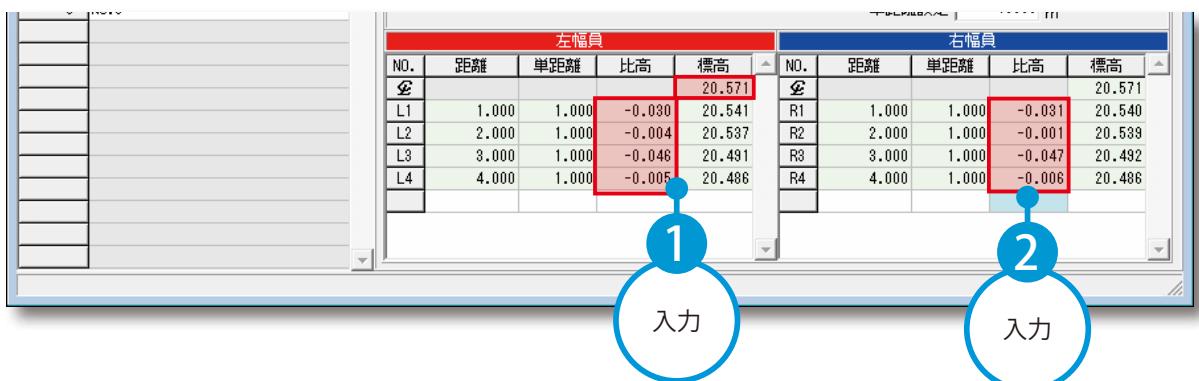 m
左幅員 右幅員
NO. 距離 単距離 比高 標高 NO. 距離 単距離 比高 標高
℄ 20.571 ℄ 20.571
L1 1.000 1.000 -0.030 20.541 R1 1.000 1.000 -0.031 20.540
L2 2.000 1.000 -0.004 20.537 R2 2.000 1.000 -0.001 20.539
L3 3.000 1.000 -0.046 20.491 R3 3.000 1.000 -0.047 20.492
L4 4.000 1.000 -0.005 20.486 R4 4.000 1.000 -0.006 20.486
1 2
入力 入力